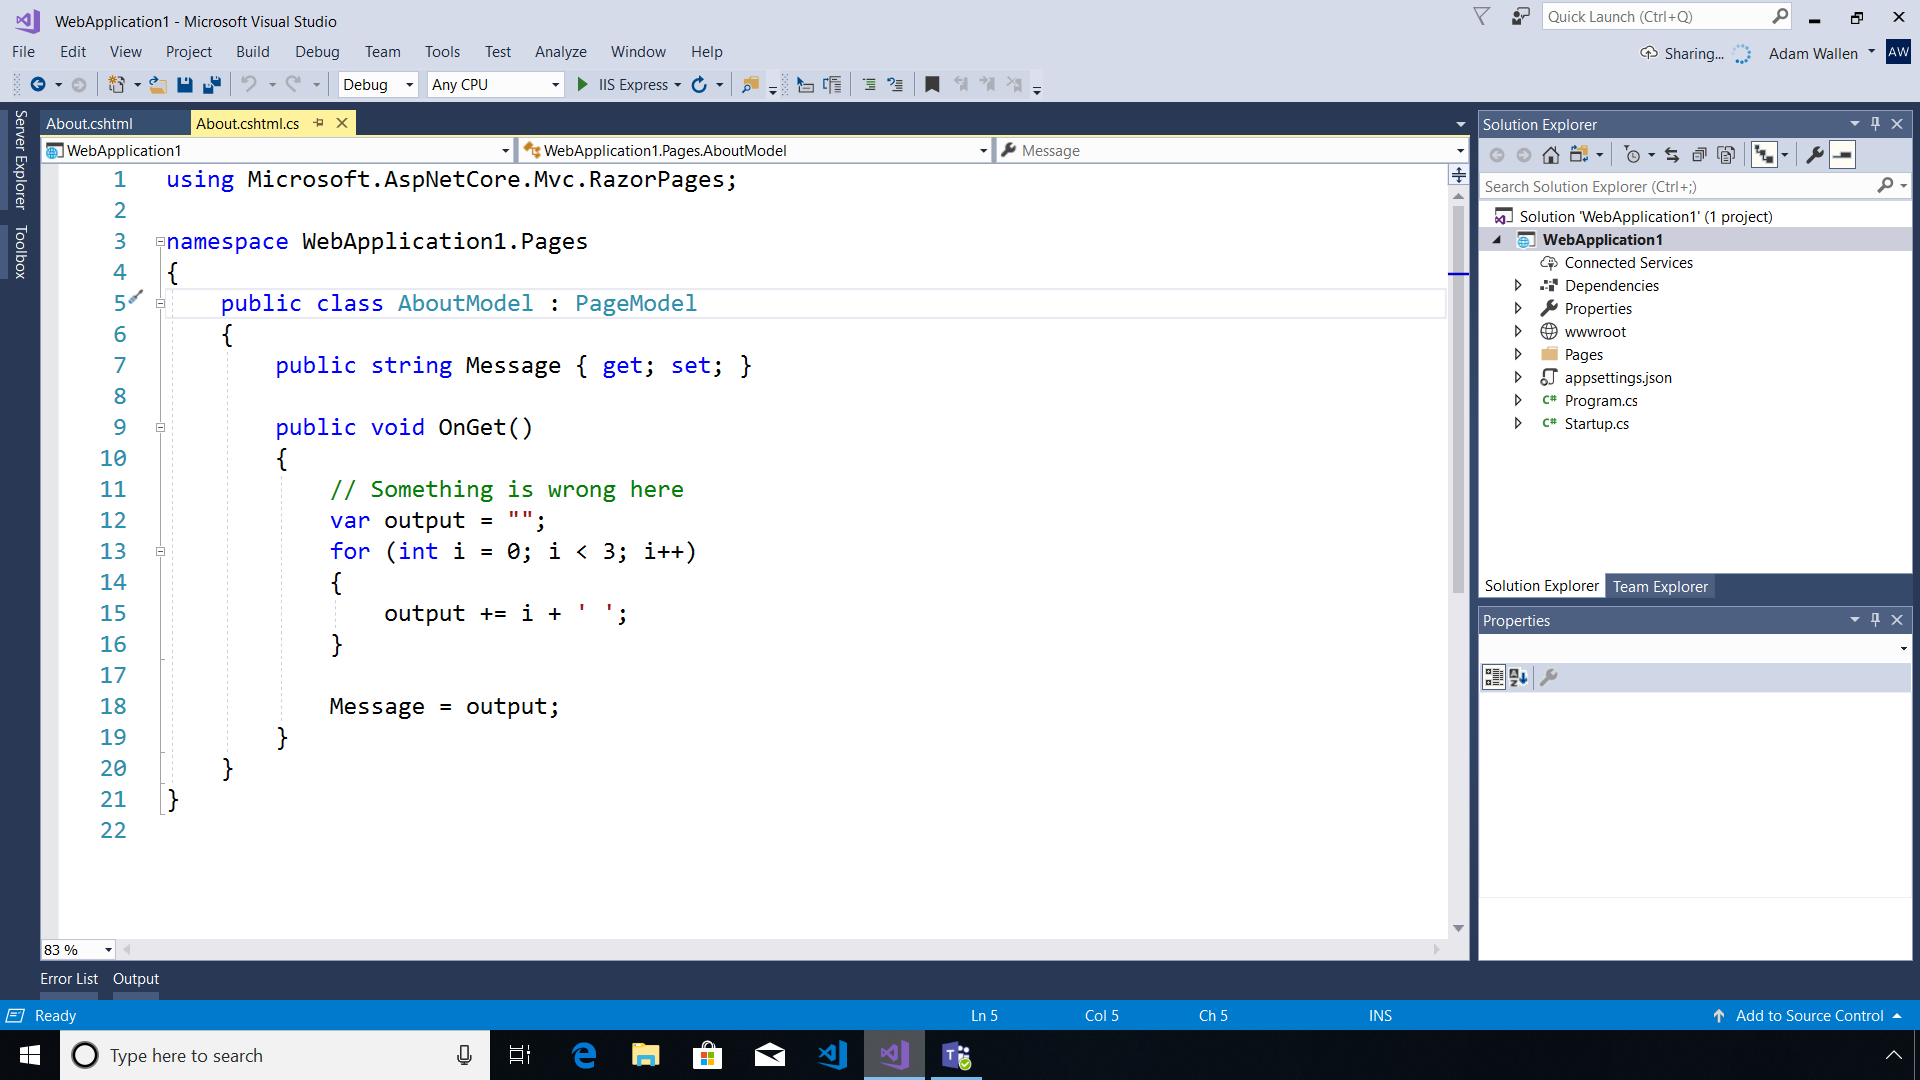 WebApplication1 - Microsoft Visual Studio
Quick Launch (Ctrl+Q)
File Edit View Project Build Debug Team Tools Test Analyze Window Help
Sharing... Adam Wallen AW
Debug Any CPU IIS Express
Server Explorer
Toolbox
About.cshtml About.cshtml.cs
WebApplication1 WebApplication1.Pages.AboutModel Message
1 using Microsoft.AspNetCore.Mvc.RazorPages;
2
3 namespace WebApplication1.Pages
4 {
5 public class AboutModel : PageModel
6 {
7 public string Message { get; set; }
8
9 public void OnGet()
10 {
11 // Something is wrong here
12 var output = "";
13 for (int i = 0; i < 3; i++)
14 {
15 output += i + ' ';
16 }
17
18 Message = output;
19 }
20 }
21 }
22
83 %
Solution Explorer
Search Solution Explorer (Ctrl+;)
Solution 'WebApplication1' (1 project)
WebApplication1
Connected Services
Dependencies
Properties
wwwroot
Pages
appsettings.json
C# Program.cs
C# Startup.cs
Solution Explorer Team Explorer
Properties
Error List Output
Ready Ln 5 Col 5 Ch 5 INS Add to Source Control
Type here to search